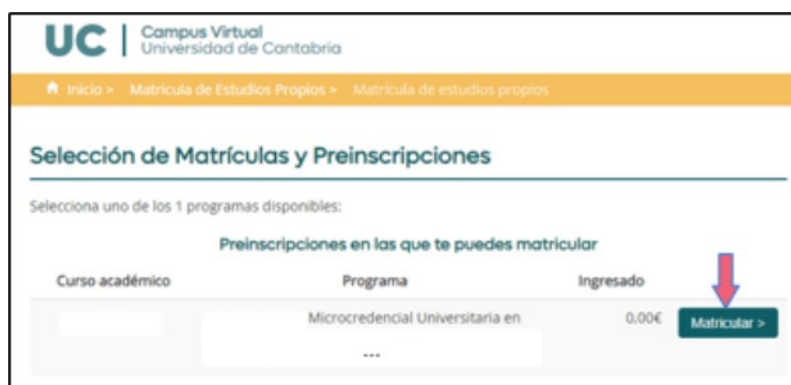 UC | Campus Virtual
Universidad de Cantabria
Inicio > Matrícula de Estudios Propios > Matrícula de estudios propios
Selección de Matrículas y Preinscripciones
Selecciona uno de los 1 programas disponibles:
Preinscripciones en las que te puedes matricular
Curso académico Programa Ingresado
Microcredencial Universitaria en 0,00€ Matricular >
---